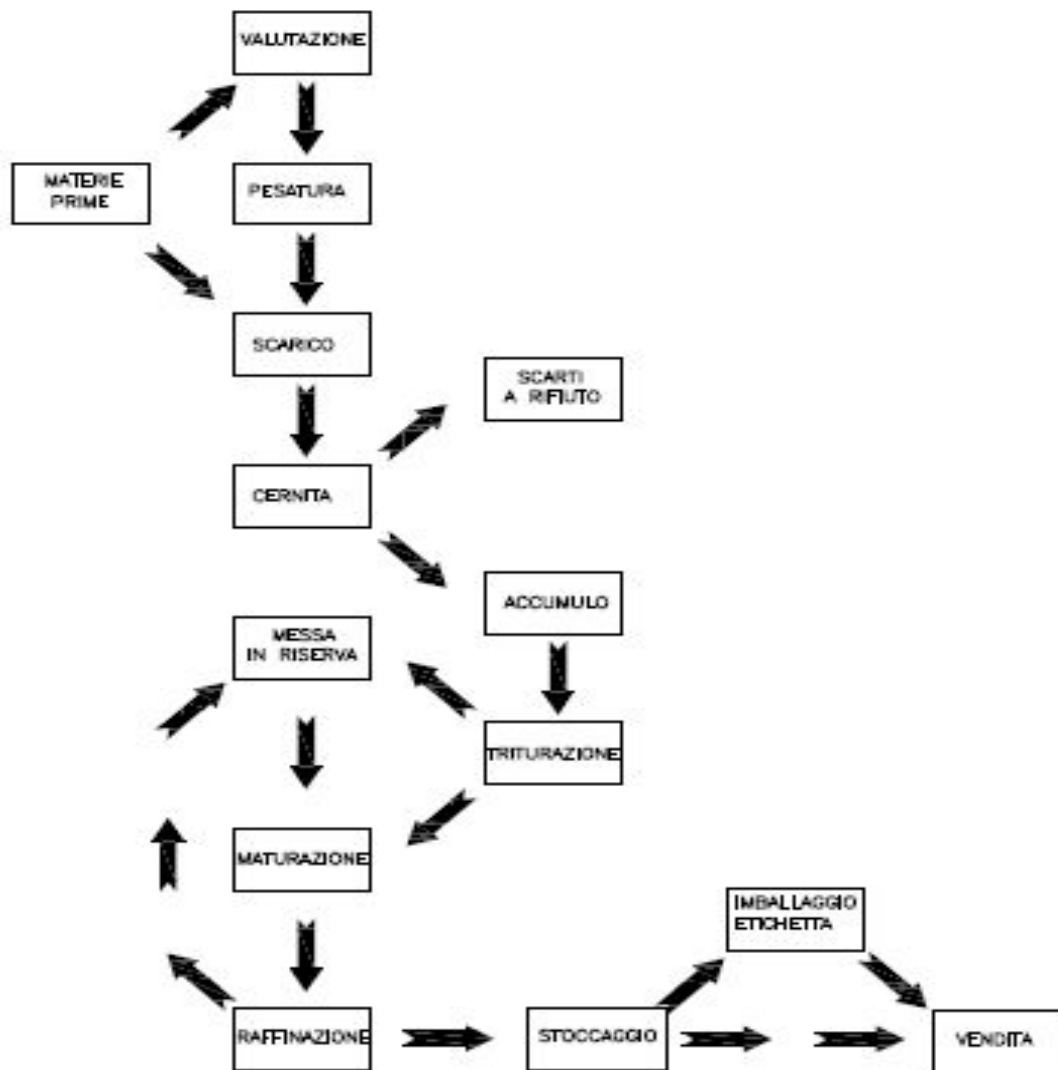 VALUTAZIONE
MATERIE
PRIME
PESATURA
SCARICO
SCARTI
A RIFIUTO
CERNITA
ACCUMULO
MESSA
IN RISERVA
TRITURAZIONE
MATURAZIONE
IMBALLAGGIO
ETICHETTA
RAFFINAZIONE
STOCCAGGIO
VENDITA